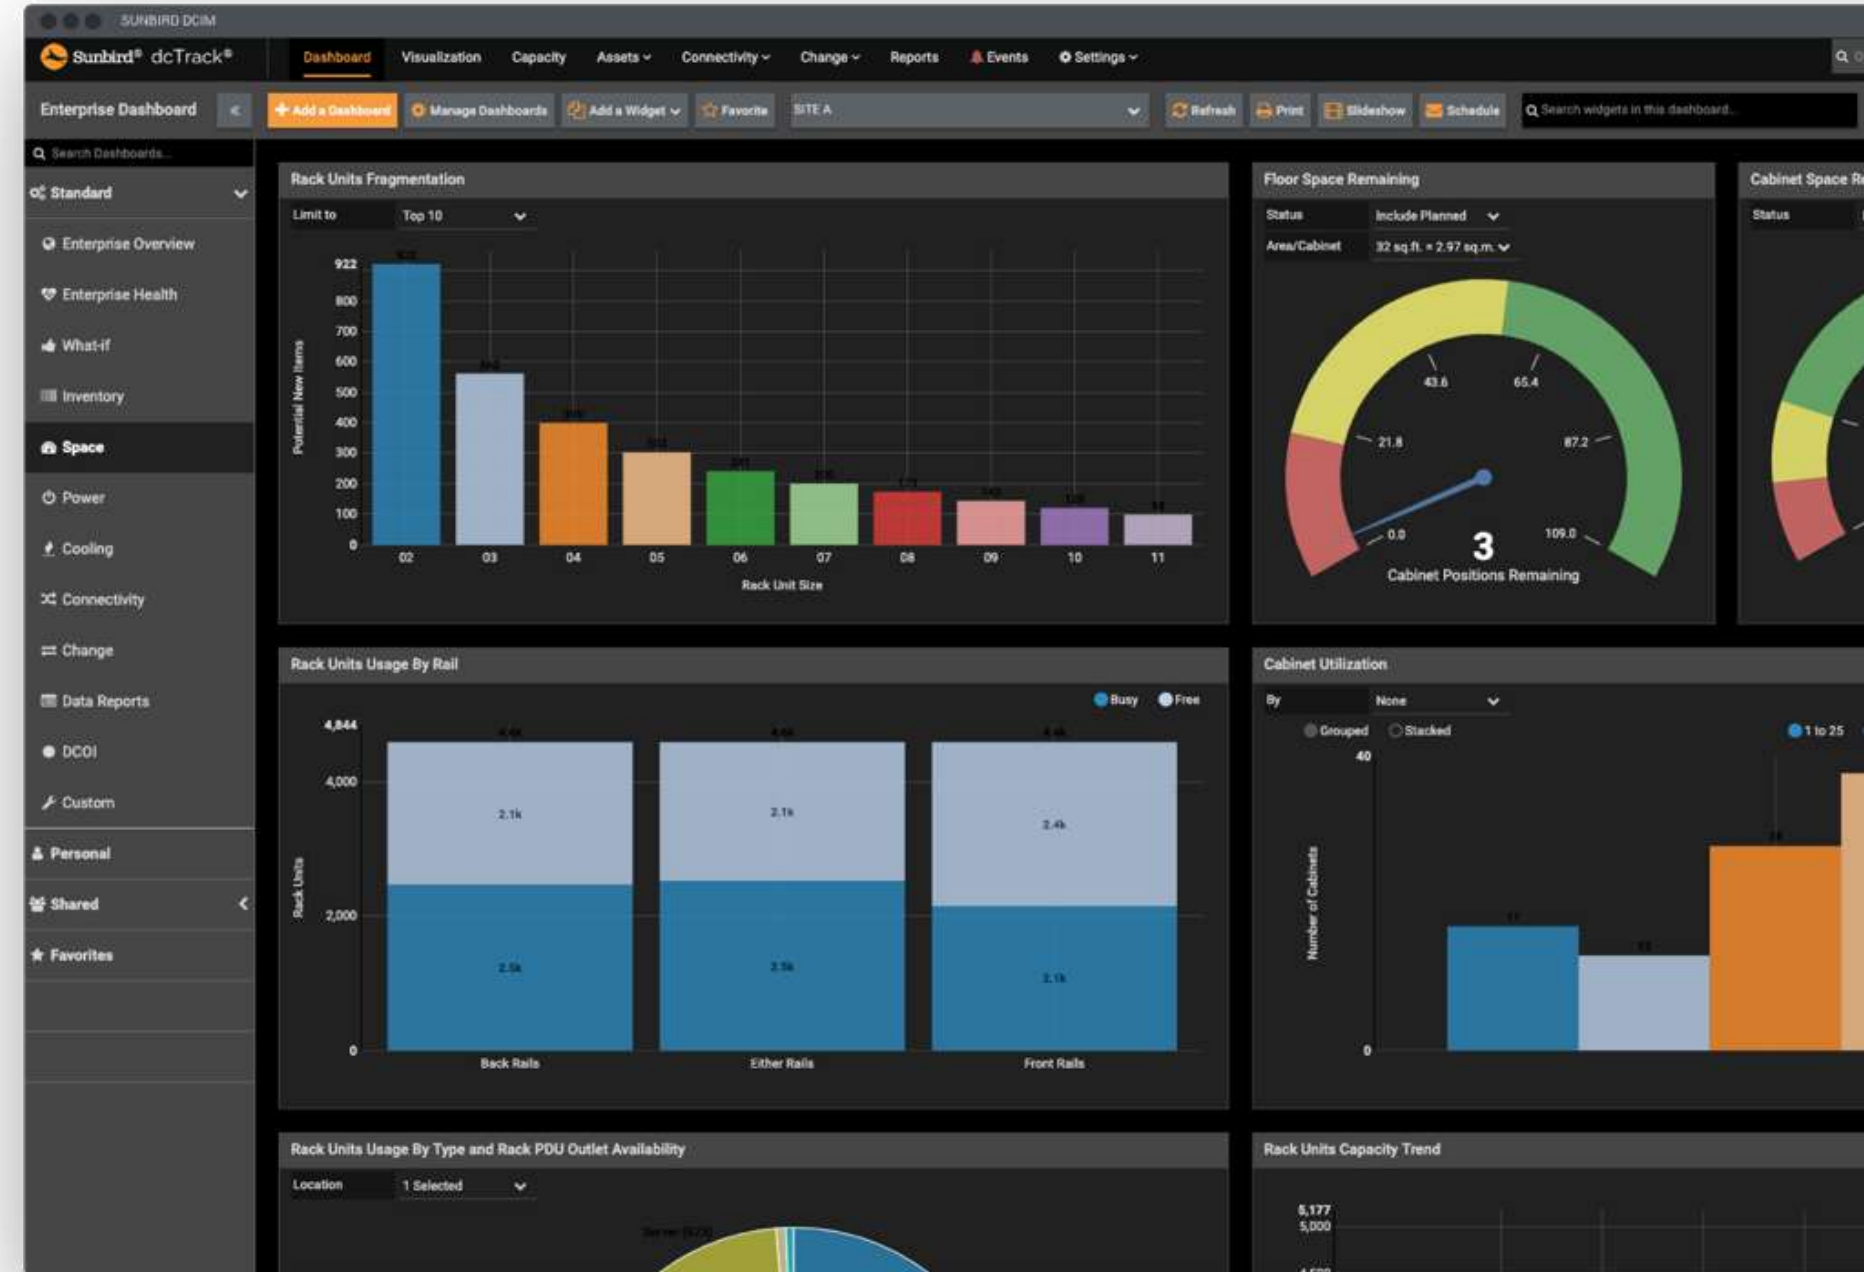 SUNBIRD DCIM
Sunbird® dcTrack®
Dashboard Visualization Capacity Assets Connectivity Change Reports Events Settings
Enterprise Dashboard « Add a Dashboard Manage Dashboards Add a Widget Favorite SITE A Refresh Print Slideshow Schedule Search widgets in this dashboard...
Search Dashboards...
Standard
Enterprise Overview
Enterprise Health
What-if
Inventory
Space
Power
Cooling
Connectivity
Change
Data Reports
DCOI
Custom
Personal
Shared
Favorites
Rack Units Fragmentation
Limit to Top 10
Potential New Items
922
800
700
600
500
400
300
200
100
0
02 03 04 05 06 07 08 09 10 11
Rack Unit Size
Floor Space Remaining
Status Include Planned
Area/Cabinet 32 sq.ft. = 2.97 sq.m.
43.6 65.4
21.8 87.2
0.0 109.0
3
Cabinet Positions Remaining
Cabinet Space
Status
Rack Units Usage By Rail
Busy Free
Rack Units
4,844
4,000
2,000
0
2.1k 2.1k 2.4k
2.5k 2.5k 2.1k
Back Rails Either Rails Front Rails
Cabinet Utilization
By None
Grouped Stacked 1 to 25
Number of Cabinets
40
0
Rack Units Usage By Type and Rack PDU Outlet Availability
Location 1 Selected
Rack Units Capacity Trend
5,177
5,000